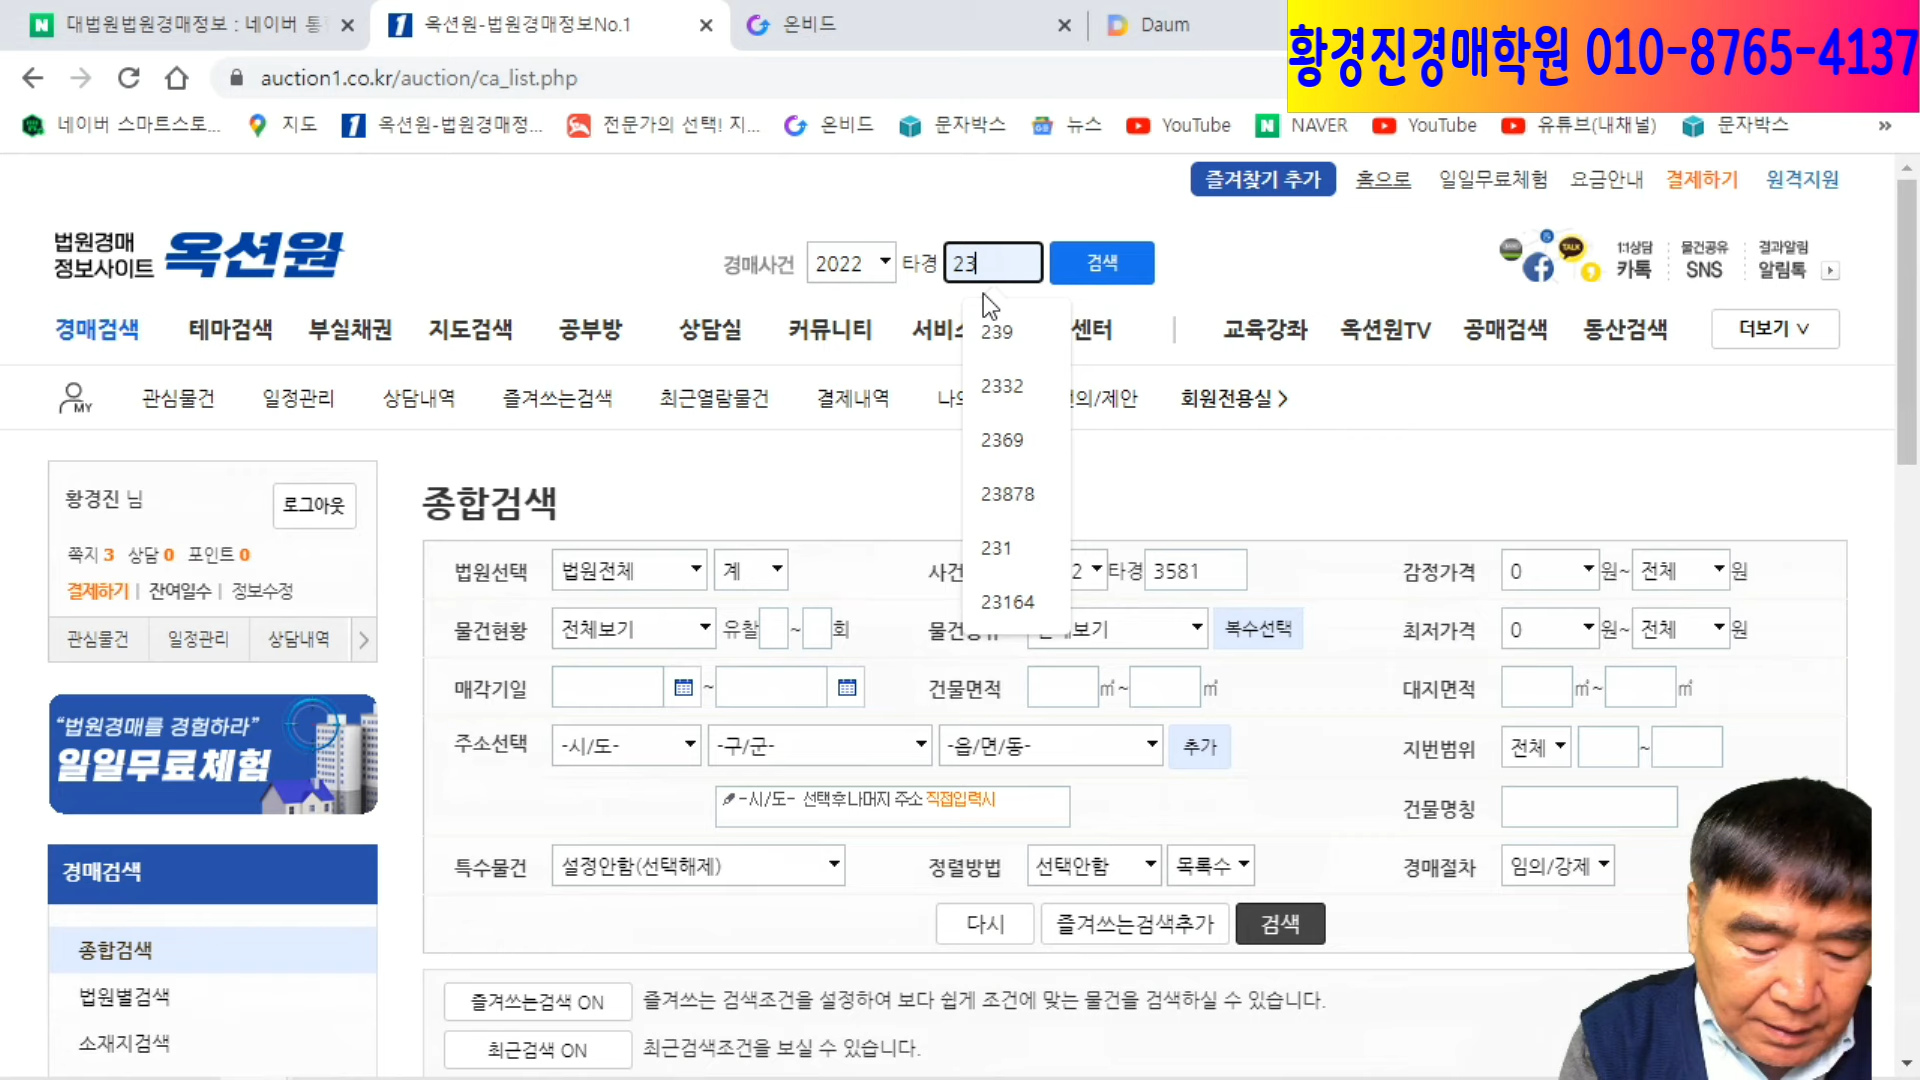 대법원법원경매정보 : 네이버 통
옥션원-법원경매정보No.1
온비드
Daum
황경진경매학원 010-8765-4137
auction1.co.kr/auction/ca_list.php
네이버 스마트스토...
지도
옥션원-법원경매정...
전문가의 선택! 지...
온비드
문자박스
뉴스
YouTube
NAVER
YouTube
유튜브(내채널)
문자박스
즐겨찾기 추가
홈으로
일일무료체험
요금안내
결제하기
원격지원
법원경매
정보사이트
옥션원
경매사건 2022 타경 23 검색
1:1상담
카톡
물건공유
SNS
결과알림
알림톡
경매검색 테마검색 부실채권 지도검색 공부방 상담실 커뮤니티 서비스 센터 | 교육강좌 옥션원TV 공매검색 동산검색 더보기 ∨
239
2332
2369
23878
231
23164
MY 관심물건 일정관리 상담내역 즐겨쓰는검색 최근열람물건 결제내역 나의 의/제안 회원전용실 >
황경진 님
로그아웃
쪽지 3 상담 0 포인트 0
결제하기 | 잔여일수 | 정보수정
관심물건 일정관리 상담내역
“법원경매를 경험하라”
일일무료체험
경매검색
종합검색
법원별검색
소재지검색
종합검색
법원선택 법원전체 계 사건 2 타경 3581 감정가격 0 원~ 전체 원
물건현황 전체보기 유찰 ~ 회 물건 보기 복수선택 최저가격 0 원~ 전체 원
매각기일 ~ 건물면적 ㎡~ ㎡ 대지면적 ㎡~ ㎡
주소선택 -시/도- -구/군- -읍/면/동- 추가 지번범위 전체 ~
-시/도- 선택후 나머지 주소 직접입력시 건물명칭
특수물건 설정안함(선택해제) 정렬방법 선택안함 목록수 경매절차 임의/강제
다시 즐겨쓰는검색추가 검색
즐겨쓰는검색 ON 즐겨쓰는 검색조건을 설정하여 보다 쉽게 조건에 맞는 물건을 검색하실 수 있습니다.
최근검색 ON 최근검색조건을 보실 수 있습니다.